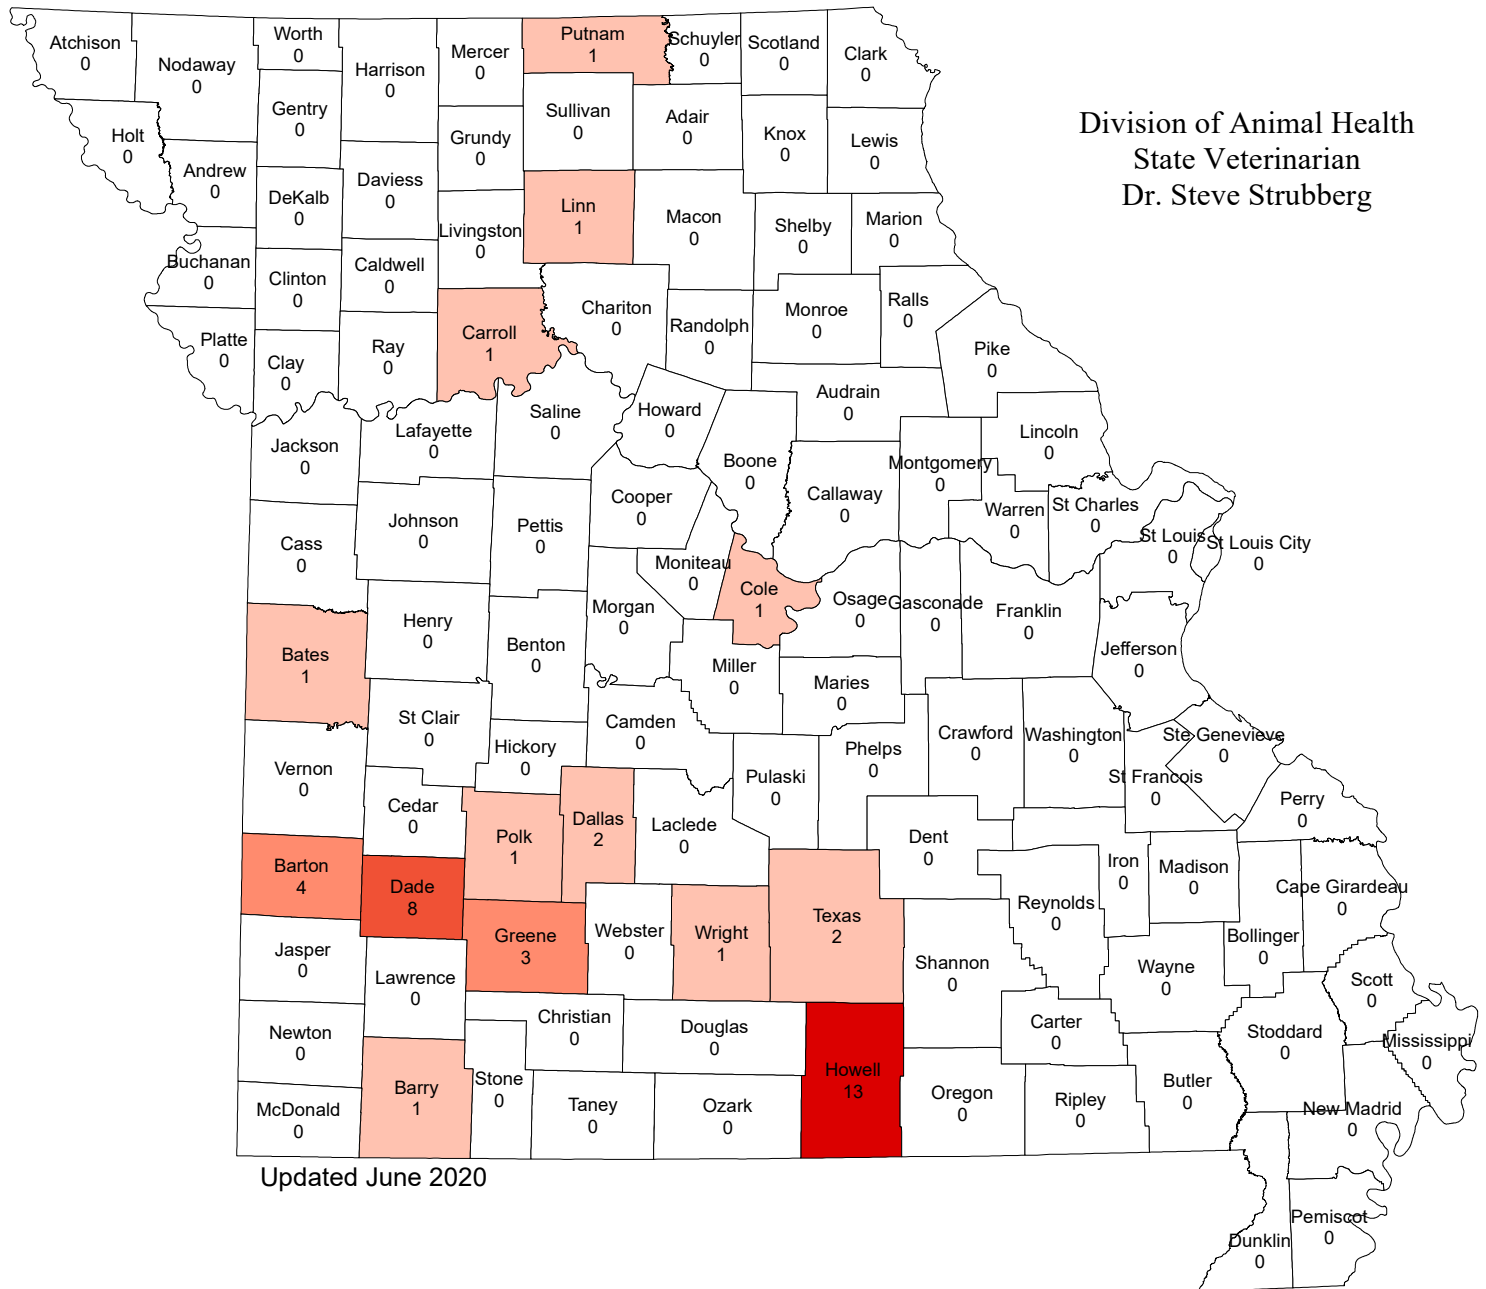 Atchison
0
Nodaway
0
Worth
0
Harrison
0
Mercer
0
Putnam
1
Schuyler
0
Scotland
0
Clark
0
Division of Animal Health
State Veterinarian
Dr. Steve Strubberg
Holt
0
Gentry
0
Grundy
0
Sullivan
0
Adair
0
Knox
0
Lewis
0
Andrew
0
DeKalb
0
Daviess
0
Livingston
0
Linn
1
Macon
0
Shelby
0
Marion
0
Buchanan
0
Clinton
0
Caldwell
0
Carroll
1
Chariton
0
Randolph
0
Monroe
0
Ralls
0
Platte
0
Clay
0
Ray
0
Pike
0
Audrain
0
Saline
0
Howard
0
Jackson
0
Lafayette
0
Boone
0
Callaway
0
Montgomery
0
Lincoln
0
Cass
0
Johnson
0
Pettis
0
Cooper
0
Moniteau
0
Cole
1
Warren
0
St Charles
0
St Louis
0
St Louis City
0
Morgan
0
Osage
0
Gasconade
0
Franklin
0
Jefferson
0
Bates
1
Henry
0
Benton
0
Miller
0
Maries
0
St Clair
0
Camden
0
Hickory
0
Phelps
0
Crawford
0
Washington
0
Ste Genevieve
0
St Francois
0
Vernon
0
Cedar
0
Polk
1
Dallas
2
Laclede
0
Pulaski
0
Dent
0
Perry
0
Barton
4
Dade
8
Iron
0
Madison
0
Cape Girardeau
0
Greene
3
Webster
0
Wright
1
Texas
2
Reynolds
0
Bollinger
0
Jasper
0
Lawrence
0
Shannon
0
Wayne
0
Scott
0
Newton
0
Christian
0
Douglas
0
Carter
0
Stoddard
0
Mississippi
0
McDonald
0
Barry
1
Stone
0
Taney
0
Ozark
0
Howell
13
Oregon
0
Ripley
0
Butler
0
New Madrid
0
Updated June 2020
Pemiscot
0
Dunklin
0